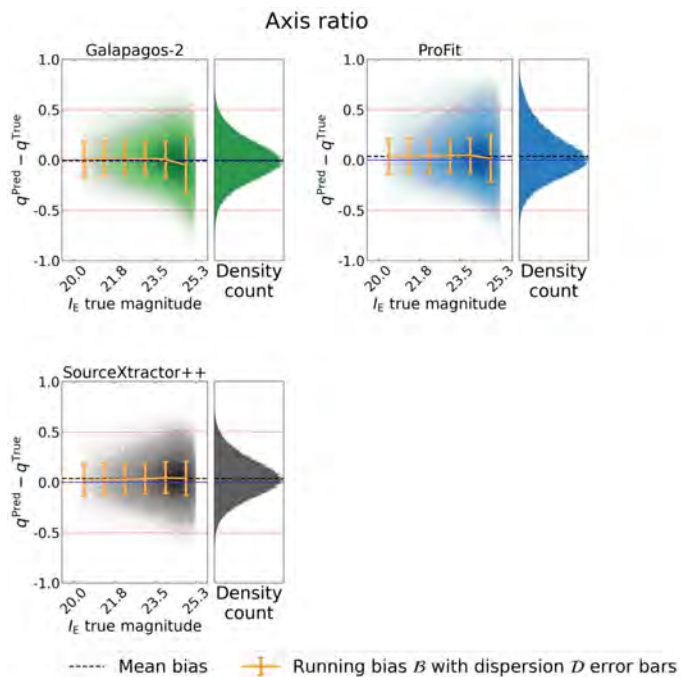 Axis ratio
Galapagos-2
ProFit
1.0
0.5
0.0
-0.5
-1.0
q^Pred − q^True
20.0 21.8 23.5 25.3
I_E true magnitude
Density
count
1.0
0.5
0.0
-0.5
-1.0
q^Pred − q^True
20.0 21.8 23.5 25.3
I_E true magnitude
Density
count
SourceXtractor++
1.0
0.5
0.0
-0.5
-1.0
q^Pred − q^True
20.0 21.8 23.5 25.3
I_E true magnitude
Density
count
Mean bias
Running bias ℬ with dispersion 𝒟 error bars